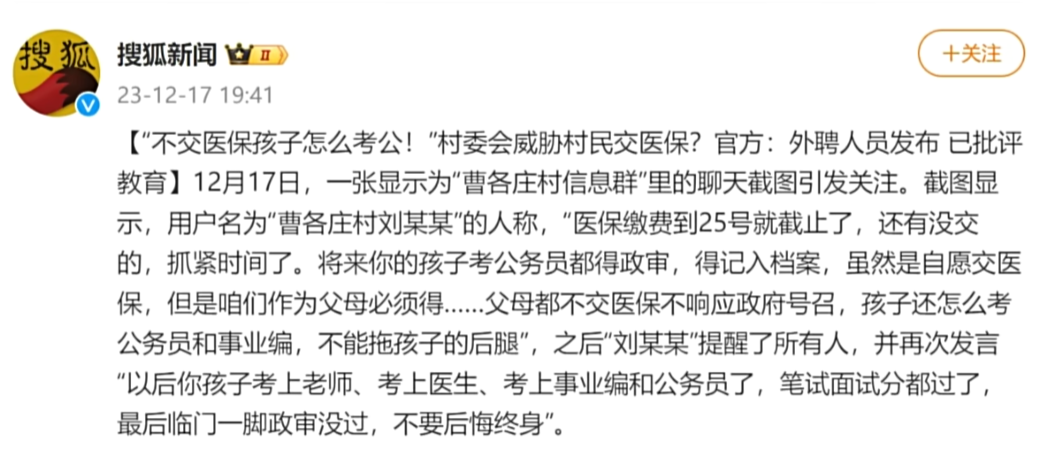 搜狐
搜狐新闻 II
+关注
23-12-17 19:41
【“不交医保孩子怎么考公！”村委会威胁村民交医保？官方：外聘人员发布 已批评
教育】12月17日，一张显示为“曹各庄村信息群”里的聊天截图引发关注。截图显
示，用户名为“曹各庄村刘某某”的人称，“医保缴费到25号就截止了，还有没交
的，抓紧时间了。将来你的孩子考公务员都得政审，得记入档案，虽然是自愿交医
保，但是咱们作为父母必须得……父母都不交医保不响应政府号召，孩子还怎么考
公务员和事业编，不能拖孩子的后腿”，之后“刘某某”提醒了所有人，并再次发言
“以后你孩子考上老师、考上医生、考上事业编和公务员了，笔试面试分都过了，
最后临门一脚政审没过，不要后悔终身”。